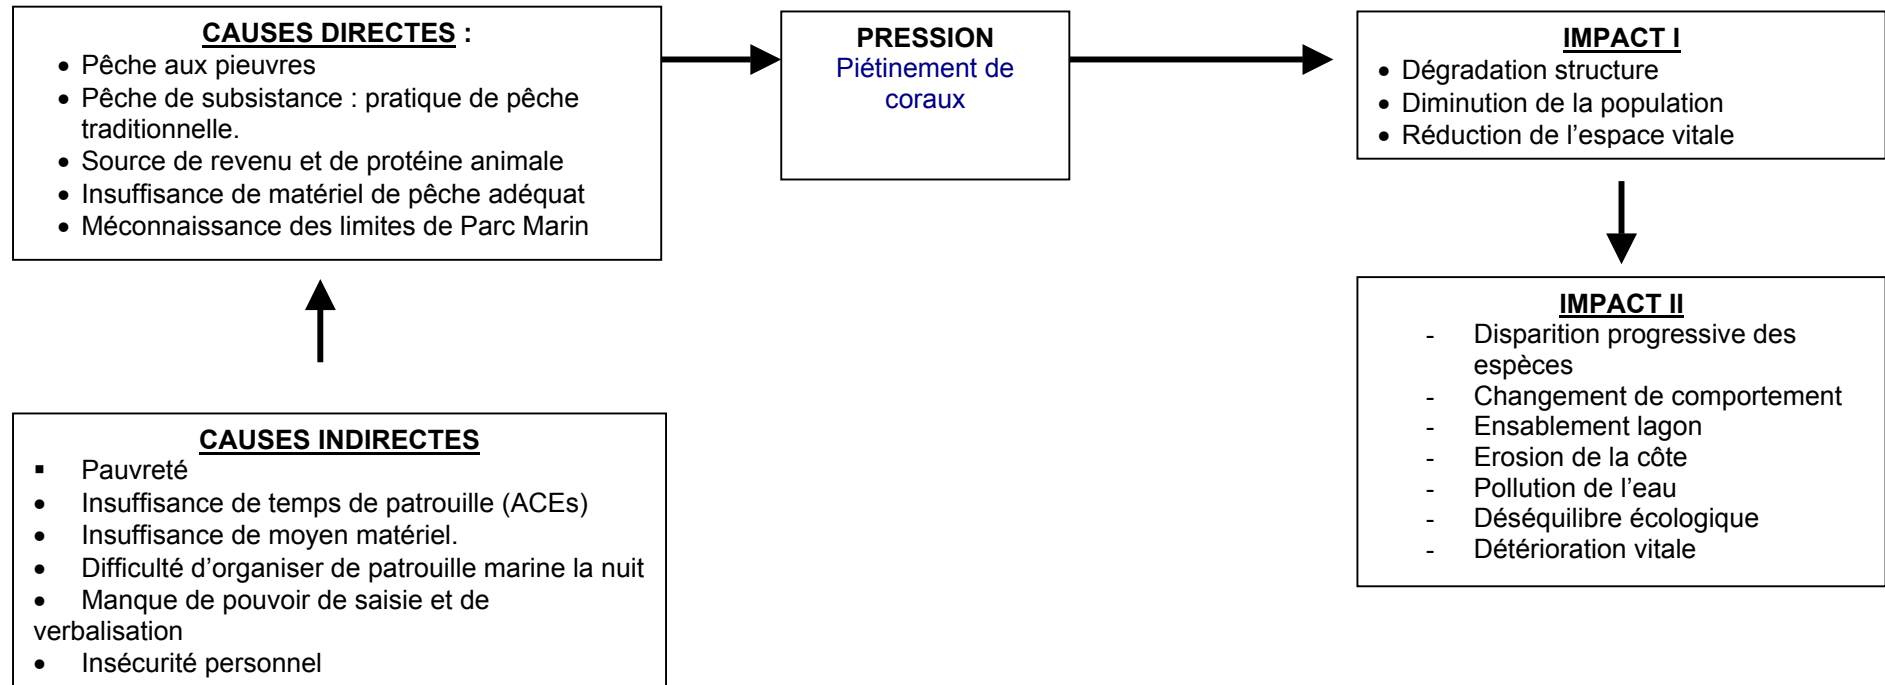 CAUSES DIRECTES :
• Pêche aux pieuvres
• Pêche de subsistance : pratique de pêche
traditionnelle.
• Source de revenu et de protéine animale
• Insuffisance de matériel de pêche adéquat
• Méconnaissance des limites de Parc Marin
PRESSION
Piétinement de
coraux
IMPACT I
• Dégradation structure
• Diminution de la population
• Réduction de l’espace vitale
IMPACT II
- Disparition progressive des
espèces
- Changement de comportement
- Ensablement lagon
- Erosion de la côte
- Pollution de l’eau
- Déséquilibre écologique
- Détérioration vitale
CAUSES INDIRECTES
▪ Pauvreté
• Insuffisance de temps de patrouille (ACEs)
• Insuffisance de moyen matériel.
• Difficulté d’organiser de patrouille marine la nuit
• Manque de pouvoir de saisie et de
verbalisation
• Insécurité personnel